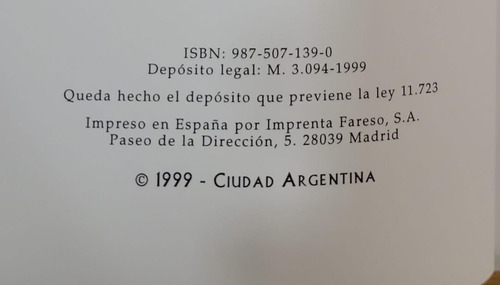 ISBN: 987-507-139-0
Depósito legal: M. 3.094-1999
Queda hecho el depósito que previene la ley 11.723
Impreso en España por Imprenta Fareso, S.A.
Paseo de la Dirección, 5. 28039 Madrid
© 1999 - CIUDAD ARGENTINA